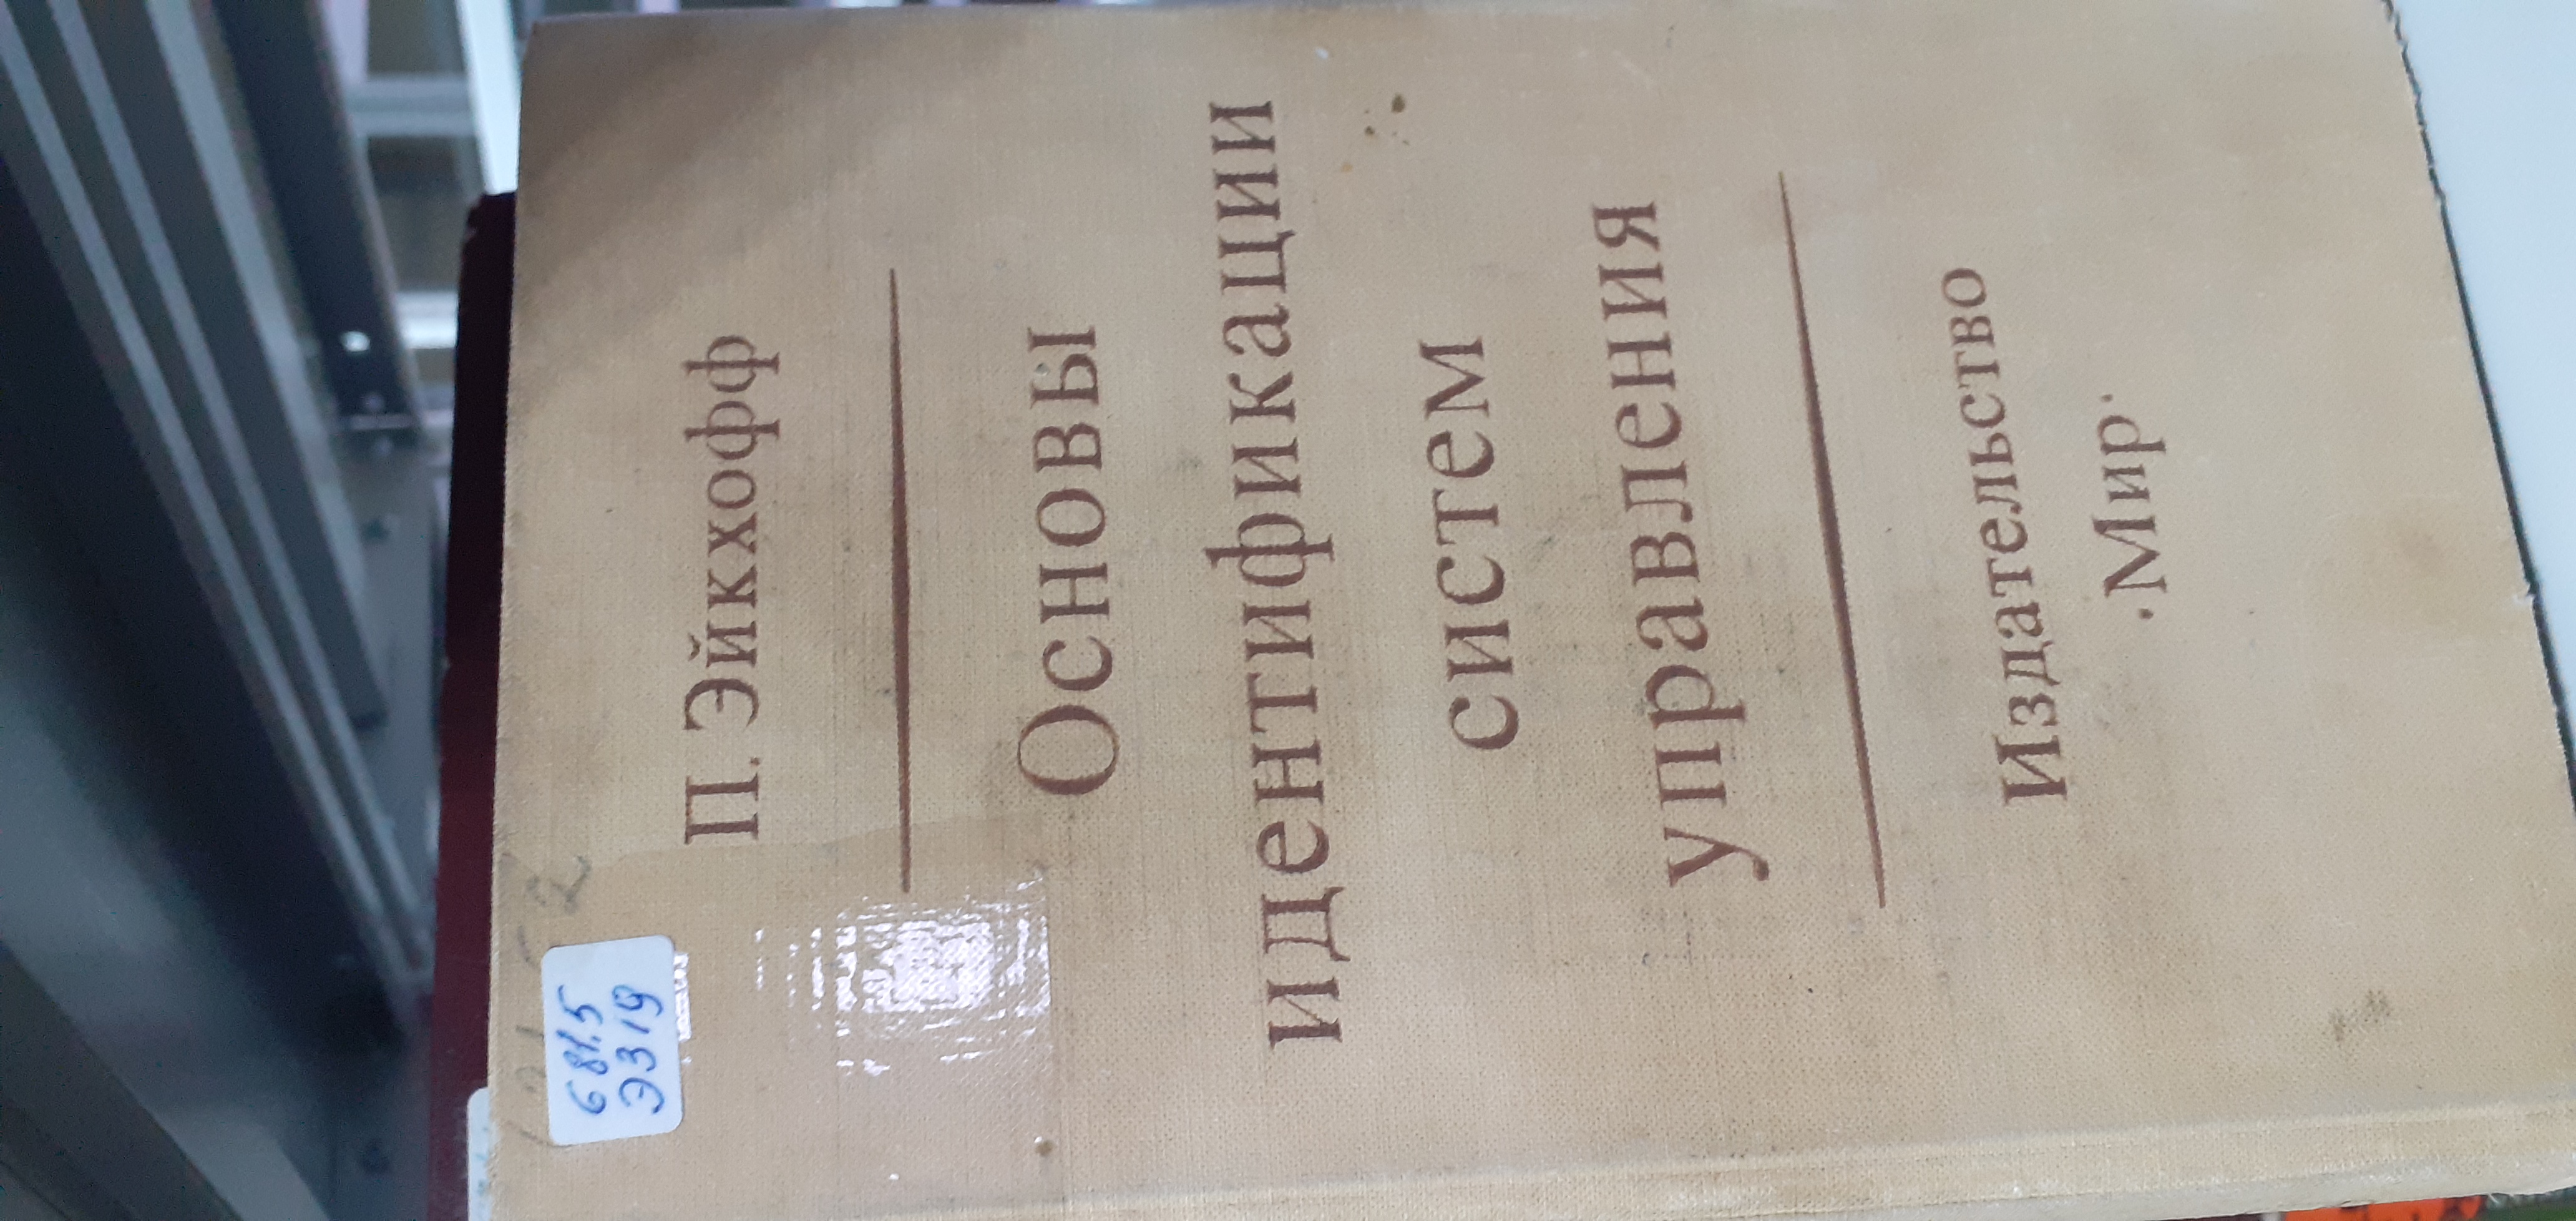 681.5
Э319
П. Эйкхофф
Основы
идентификации
систем
управления
Издательство
·Мир·